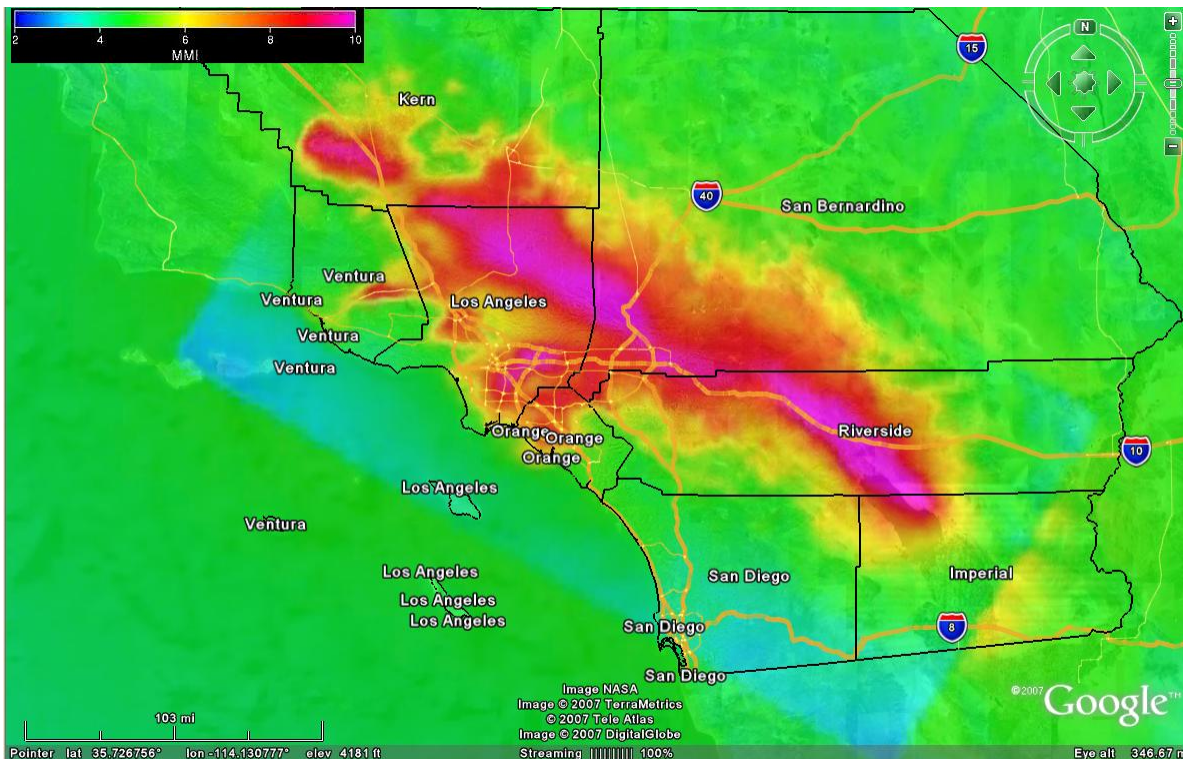 2 4 6 8 10
MMI
N
15
Kern
40
San Bernardino
Ventura
Ventura
Los Angeles
Ventura
Ventura
Riverside
Orange
Orange
10
Orange
Los Angeles
Ventura
Los Angeles
San Diego
Imperial
Los Angeles
Los Angeles
San Diego
8
San Diego
Image NASA
Image © 2007 TerraMetrics
© 2007 Tele Atlas
Image © 2007 DigitalGlobe
©2007 Google™
103 mi
Pointer lat 35.726756° lon -114.130777° elev 4181 ft Streaming |||||||||| 100% Eye alt 346.67 m